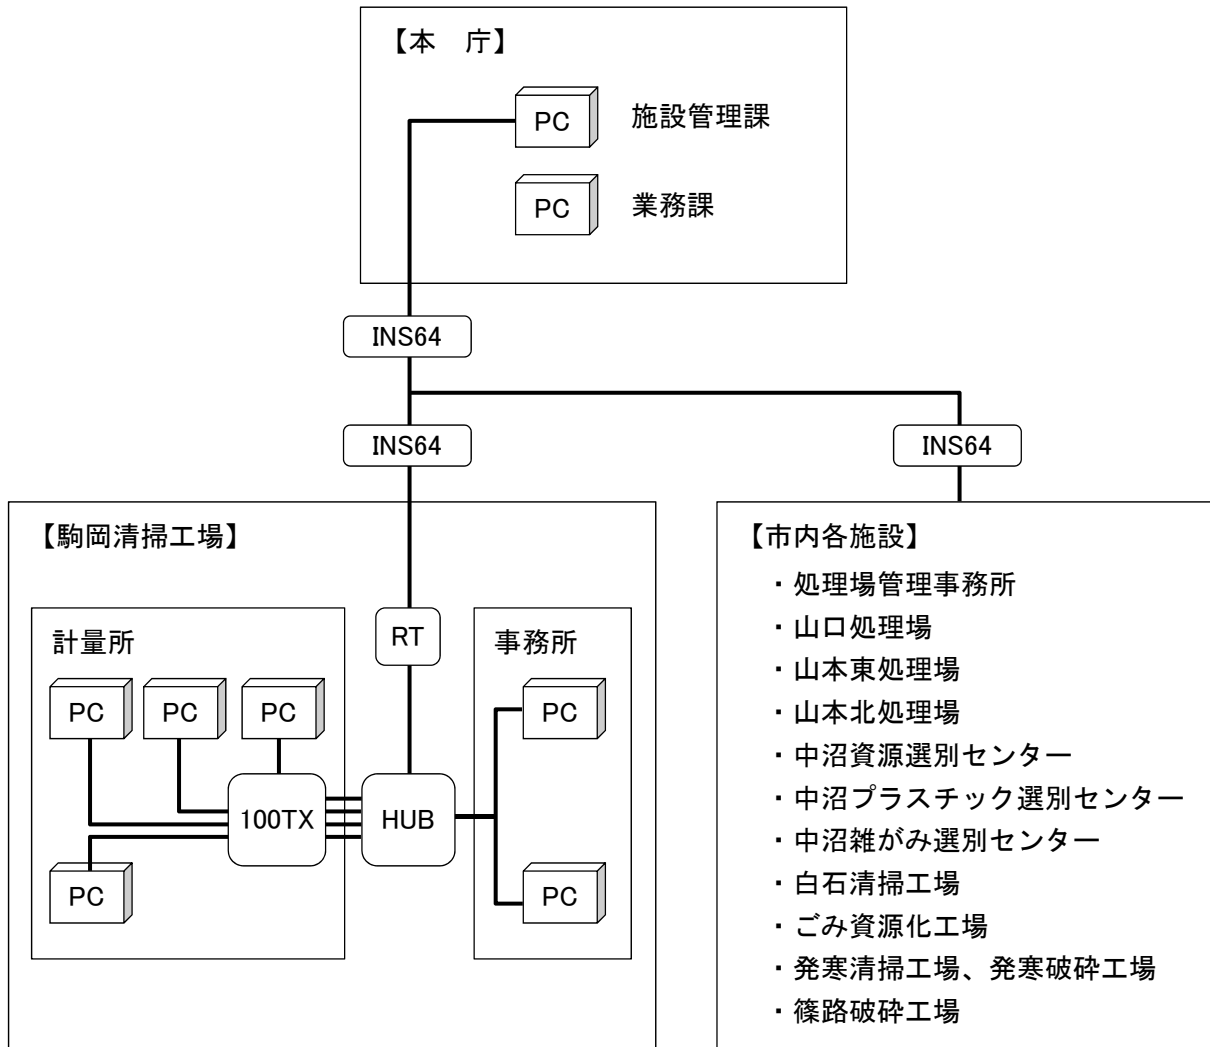 【本　庁】
PC
施設管理課
PC
業務課
INS64
INS64
INS64
【駒岡清掃工場】
計量所
PC
PC
PC
100TX
PC
RT
HUB
事務所
PC
PC
【市内各施設】
・処理場管理事務所
・山口処理場
・山本東処理場
・山本北処理場
・中沼資源選別センター
・中沼プラスチック選別センター
・中沼雑がみ選別センター
・白石清掃工場
・ごみ資源化工場
・発寒清掃工場、発寒破砕工場
・篠路破砕工場